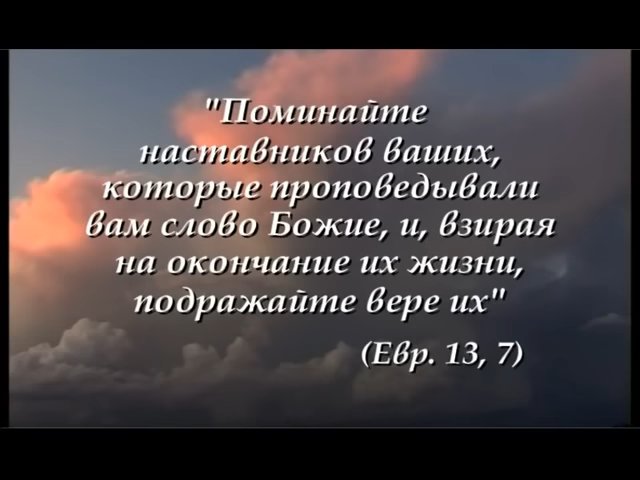 "Поминайте
наставников ваших,
которые проповедывали
вам слово Божие, и, взирая
на окончание их жизни,
подражайте вере их"
(Евр. 13, 7)